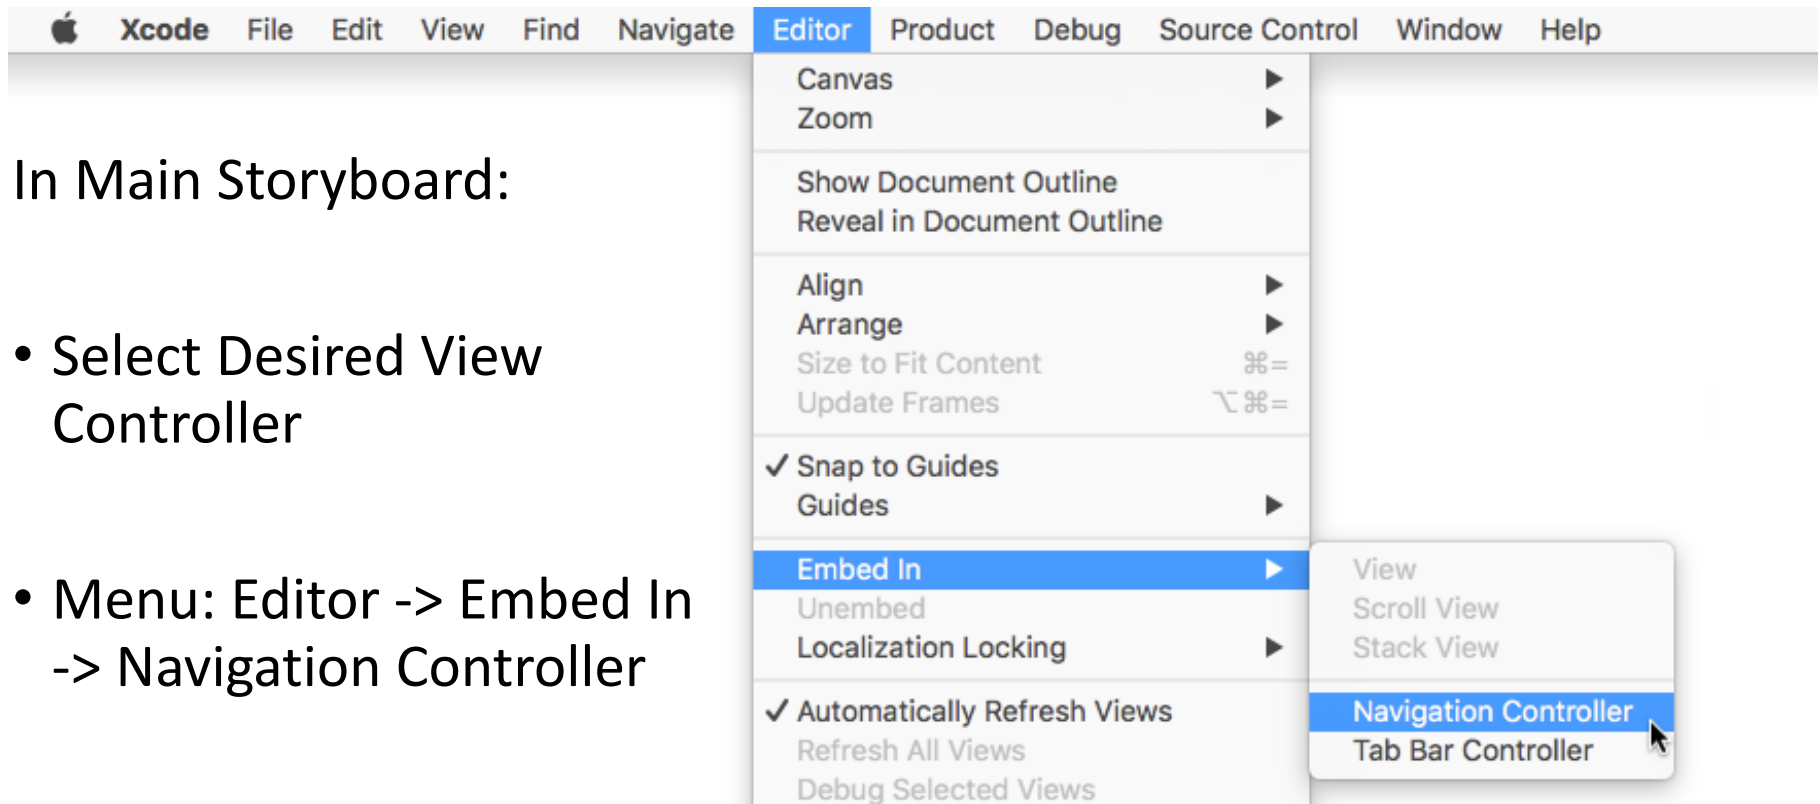 Xcode File Edit View Find Navigate Editor Product Debug Source Control Window Help
In Main Storyboard:
• Select Desired View
Controller
• Menu: Editor -> Embed In
-> Navigation Controller
Canvas
Zoom
Show Document Outline
Reveal in Document Outline
Align
Arrange
Size to Fit Content ⌘=
Update Frames ⌥⌘=
✓ Snap to Guides
Guides
Embed In
Unembed
Localization Locking
✓ Automatically Refresh Views
Refresh All Views
Debug Selected Views
View
Scroll View
Stack View
Navigation Controller
Tab Bar Controller